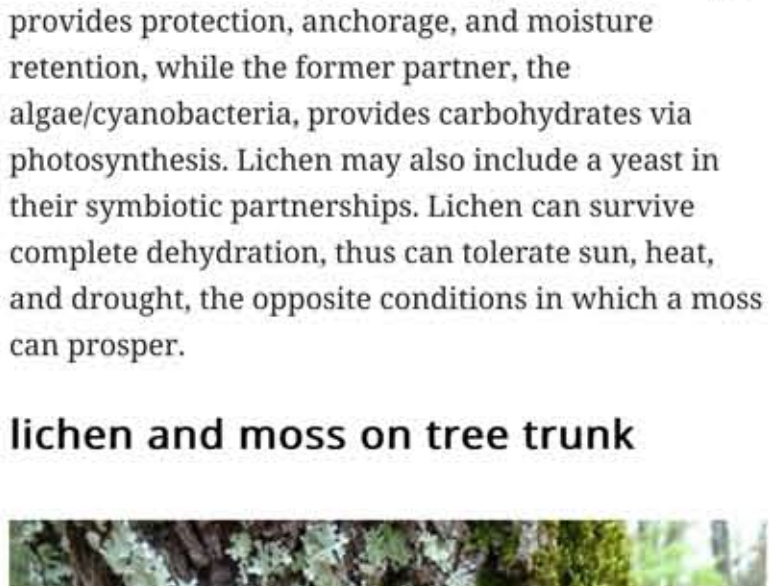 provides protection, anchorage, and moisture
retention, while the former partner, the
algae/cyanobacteria, provides carbohydrates via
photosynthesis. Lichen may also include a yeast in
their symbiotic partnerships. Lichen can survive
complete dehydration, thus can tolerate sun, heat,
and drought, the opposite conditions in which a moss
can prosper.
lichen and moss on tree trunk